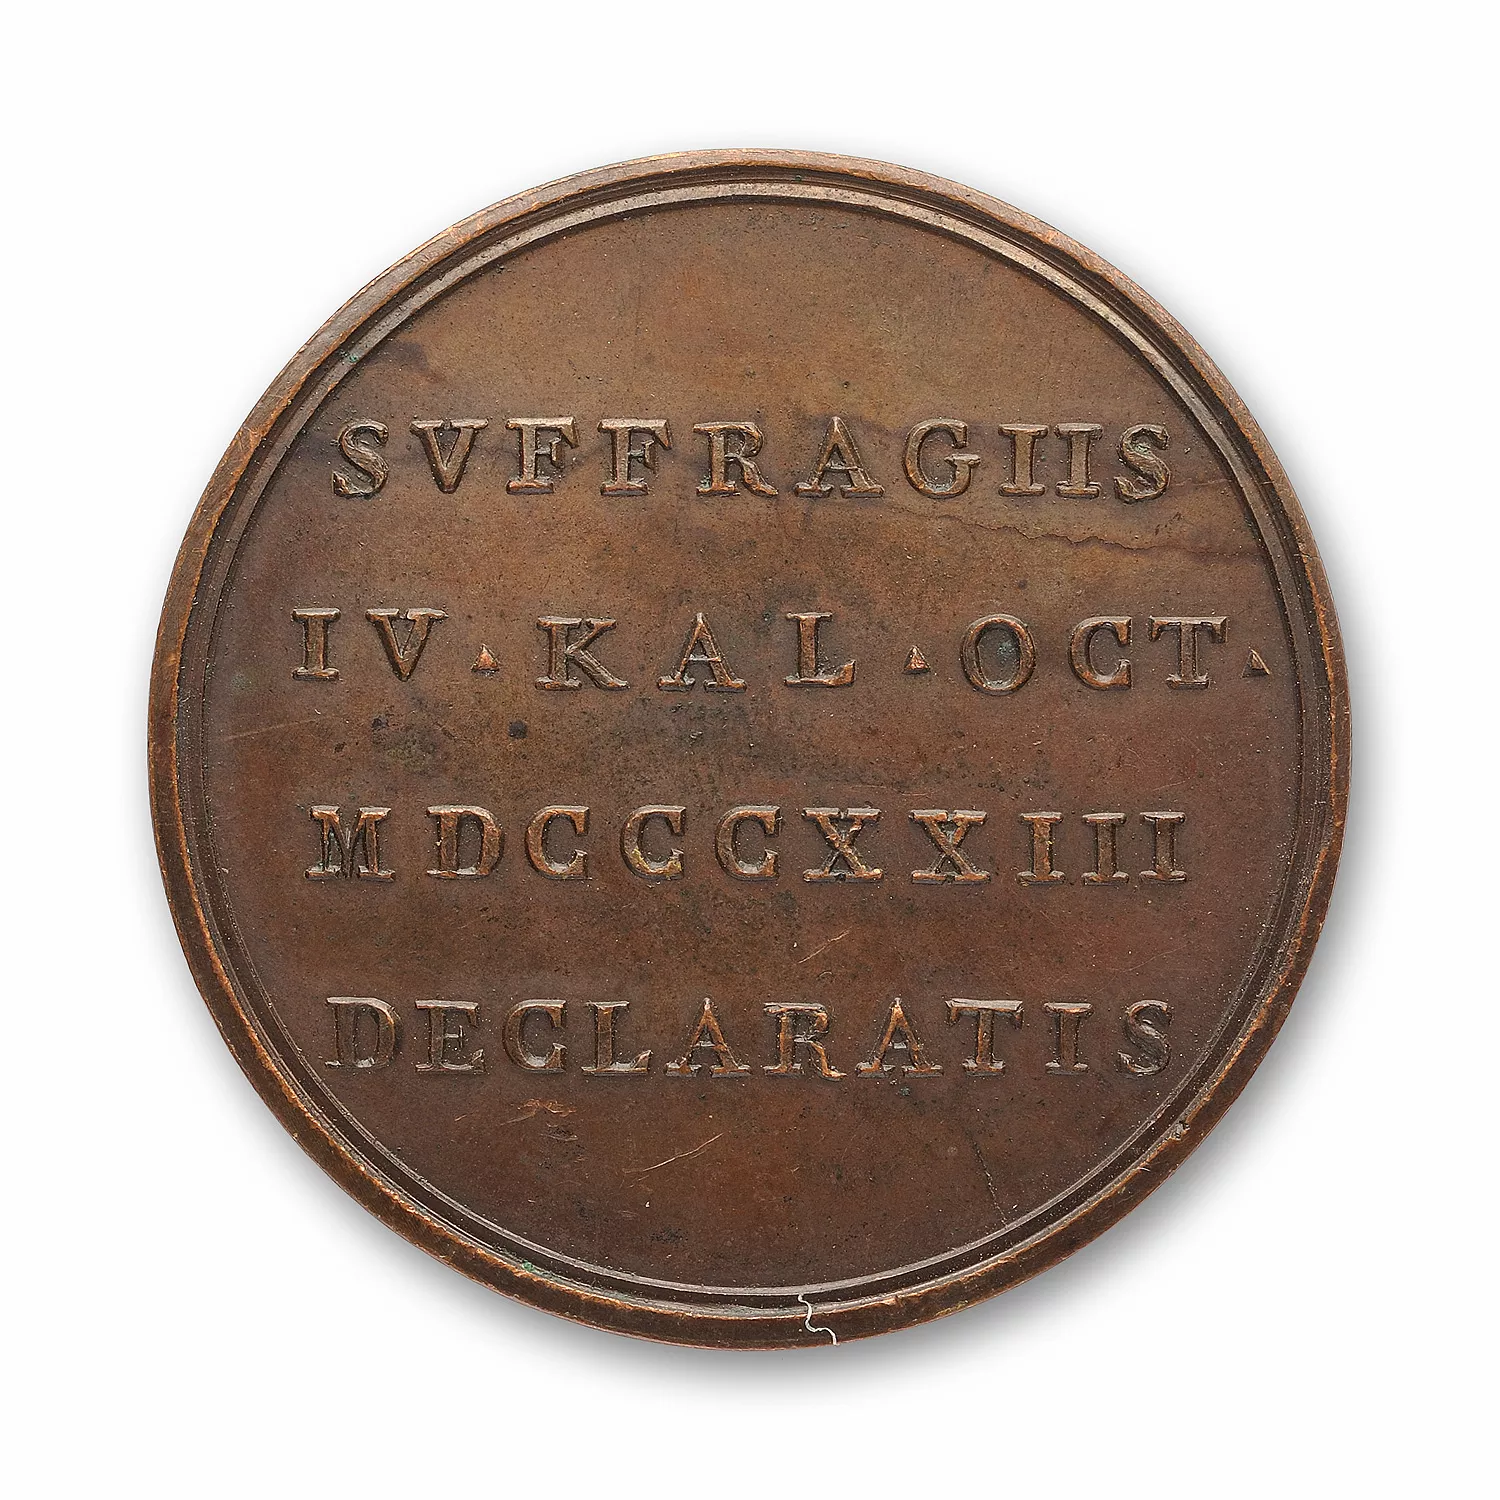 SVFFRAGIIS
IV ▴ KAL ▴ OCT ▴
MDCCCXXIII
DECLARATIS